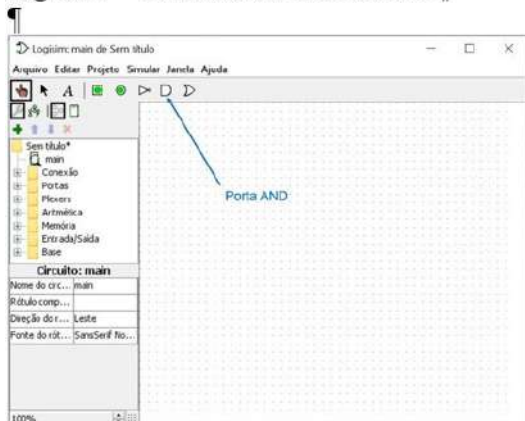 ¶
Logisim: main de Sem título
Arquivo Editar Projeto Simular Janela Ajuda
A
Sem título*
main
Conexão
Portas
Plexers
Aritmética
Memória
Entrada/Saída
Base
Porta AND
Circuito: main
Nome do circ... main
Rótulo comp...
Direção do r... Leste
Fonte do rót... SansSerif No...
100%